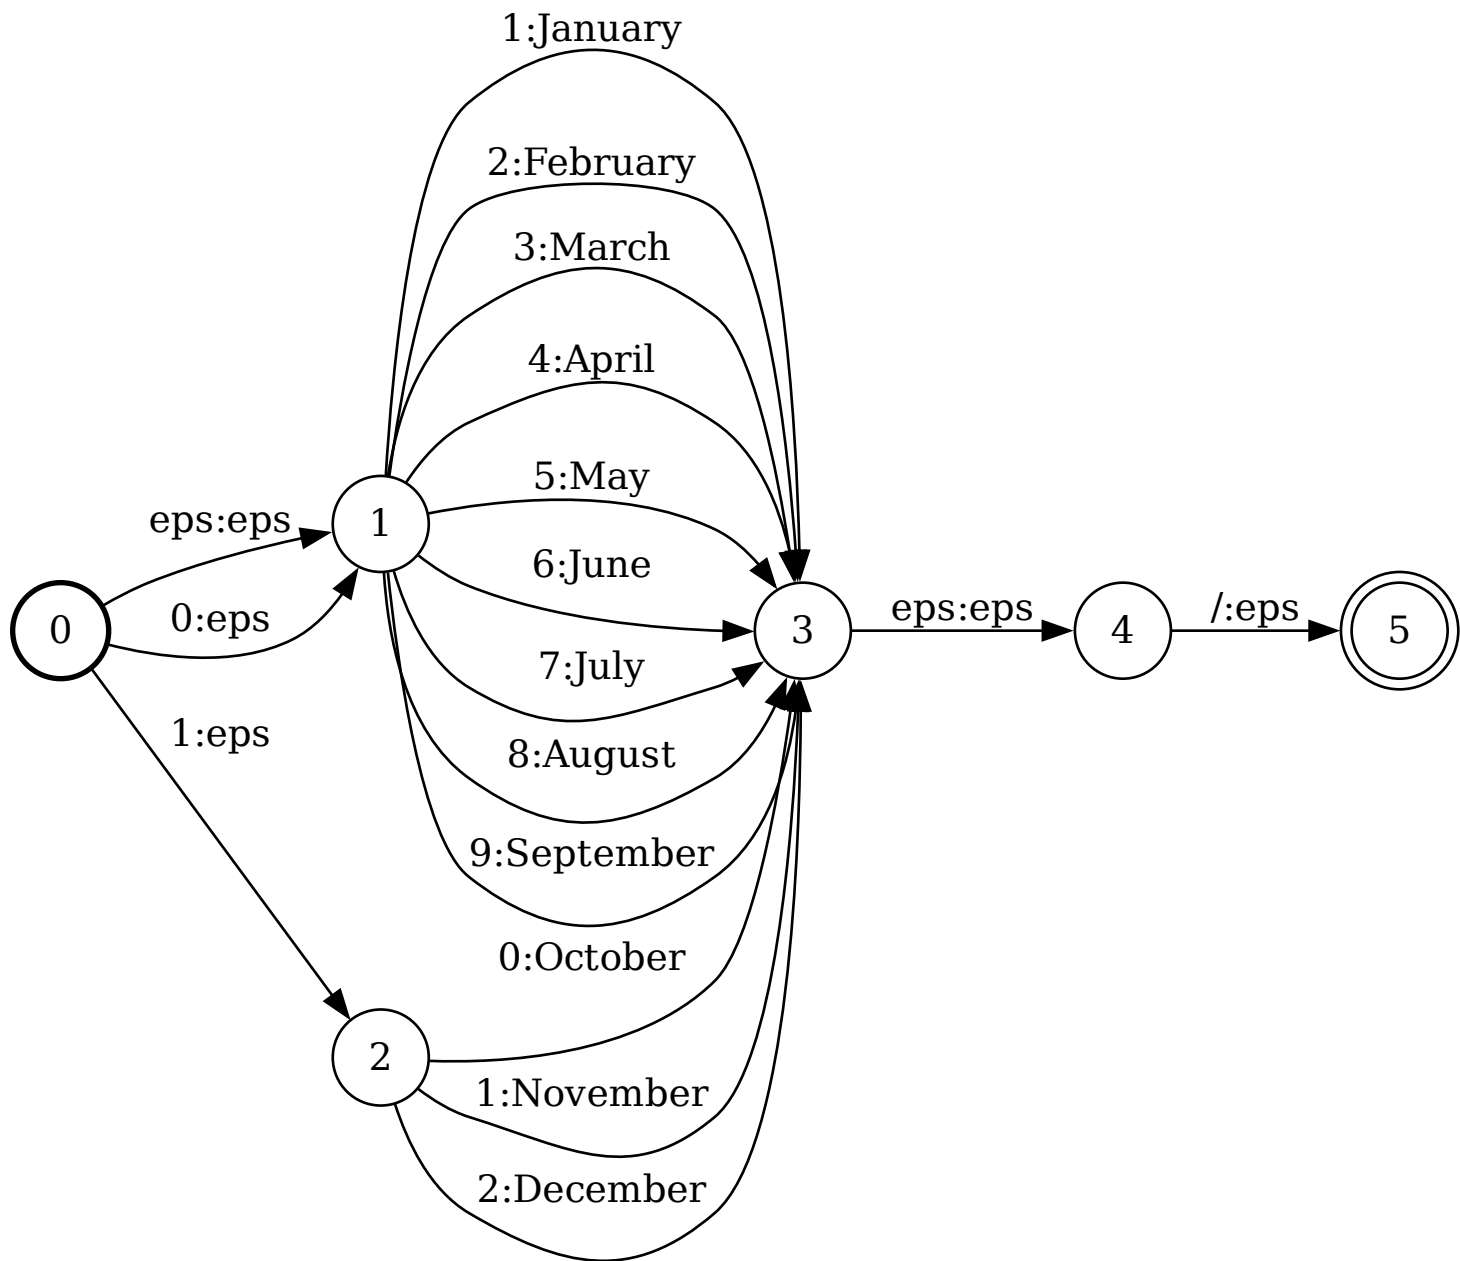 1:January
2:February
3:March
4:April
5:May
eps:eps
1
6:June
0:eps
0
3
eps:eps
4
/:eps
5
7:July
1:eps
8:August
9:September
0:October
2
1:November
2:December